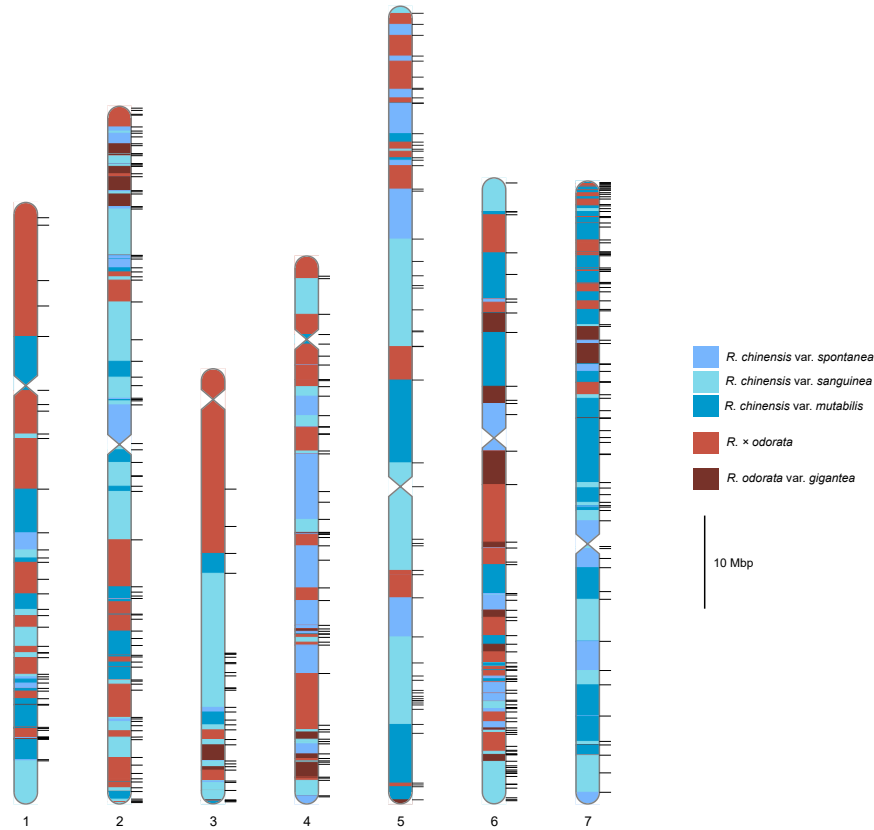 R. chinensis var. spontanea
R. chinensis var. sanguinea
R. chinensis var. mutabilis
R. × odorata
R. odorata var. gigantea
10 Mbp
1 2 3 4 5 6 7